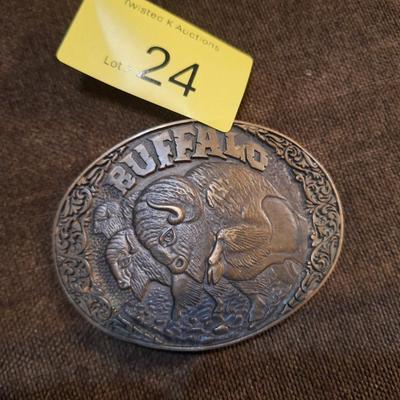 Twisted K Auctions
Lot # 24
BUFFALO